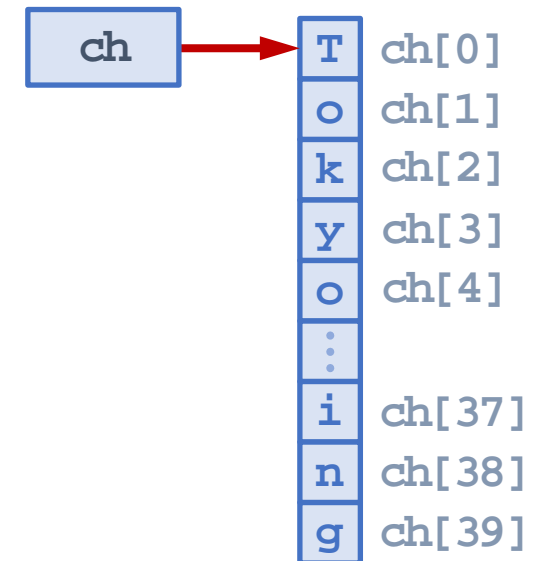 ch T ch[0]
o ch[1]
k ch[2]
y ch[3]
o ch[4]
⋮
i ch[37]
n ch[38]
g ch[39]